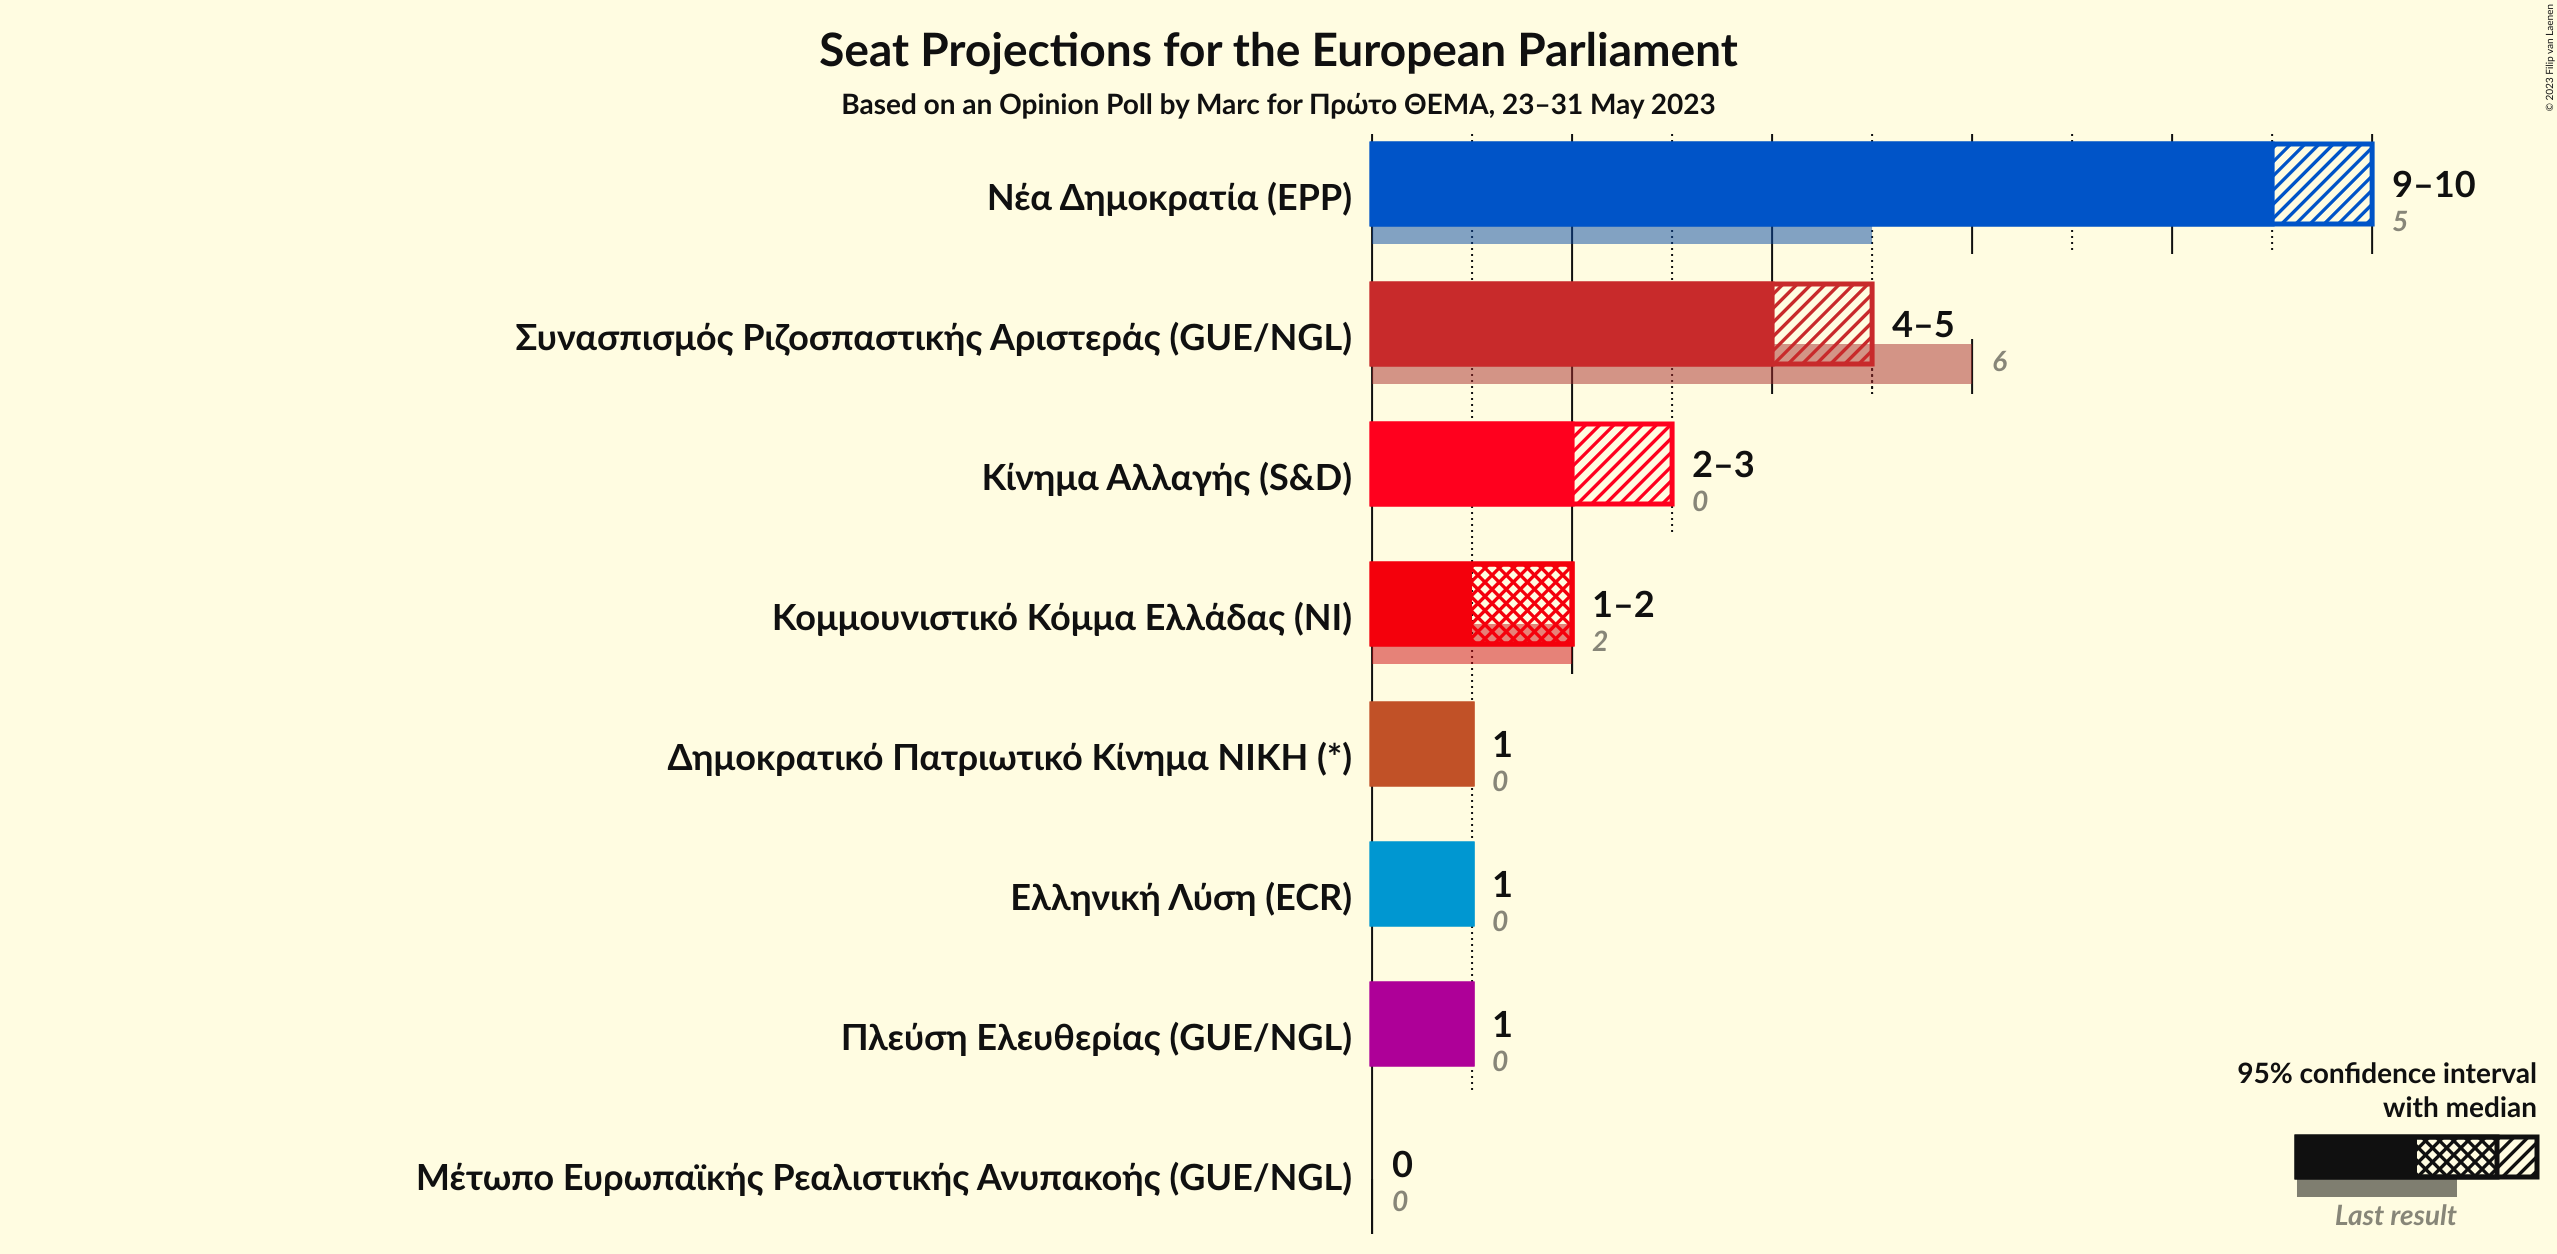 © 2023 Filip van Laenen
Seat Projections for the European Parliament
Based on an Opinion Poll by Marc for Πρώτο ΘΕΜΑ, 23–31 May 2023
Νέα Δημοκρατία (EPP)
9–10
5
Συνασπισμός Ριζοσπαστικής Αριστεράς (GUE/NGL)
4–5
6
Κίνημα Αλλαγής (S&D)
2–3
0
Κομμουνιστικό Κόμμα Ελλάδας (NI)
1–2
2
Δημοκρατικό Πατριωτικό Κίνημα ΝΙΚΗ (*)
1
0
Ελληνική Λύση (ECR)
1
0
Πλεύση Ελευθερίας (GUE/NGL)
1
0
Μέτωπο Ευρωπαϊκής Ρεαλιστικής Ανυπακοής (GUE/NGL)
0
0
95% confidence interval
with median
Last result